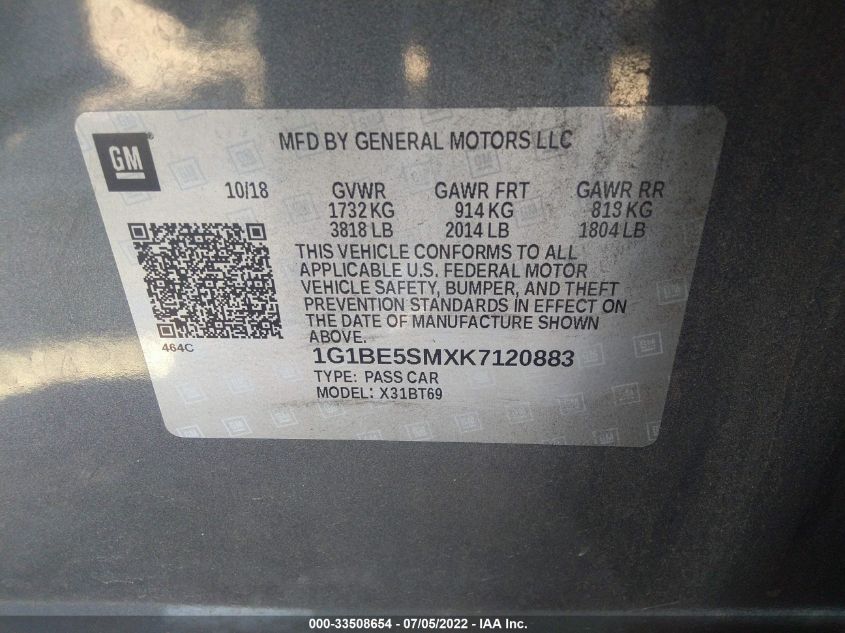 GM
MFD BY GENERAL MOTORS LLC
10/18 GVWR GAWR FRT GAWR RR
1732 KG 914 KG 813 KG
3818 LB 2014 LB 1804 LB
THIS VEHICLE CONFORMS TO ALL
APPLICABLE U.S. FEDERAL MOTOR
VEHICLE SAFETY, BUMPER, AND THEFT
PREVENTION STANDARDS IN EFFECT ON
THE DATE OF MANUFACTURE SHOWN
ABOVE.
464C
1G1BE5SMXK7120883
TYPE: PASS CAR
MODEL: X31BT69
000-33508654 - 07/05/2022 - IAA Inc.